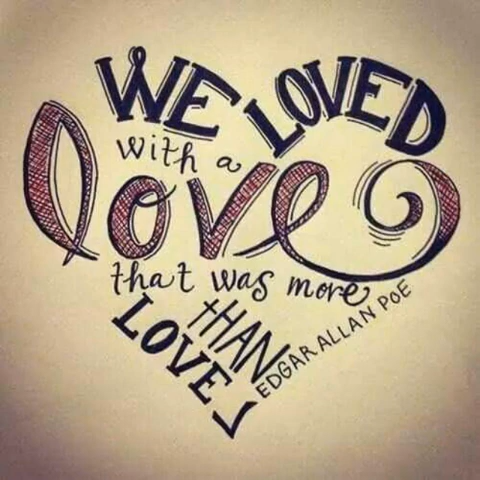 WE LOVED
with a
love
that was more
tHAN
LOVE
EDGAR ALLAN POE